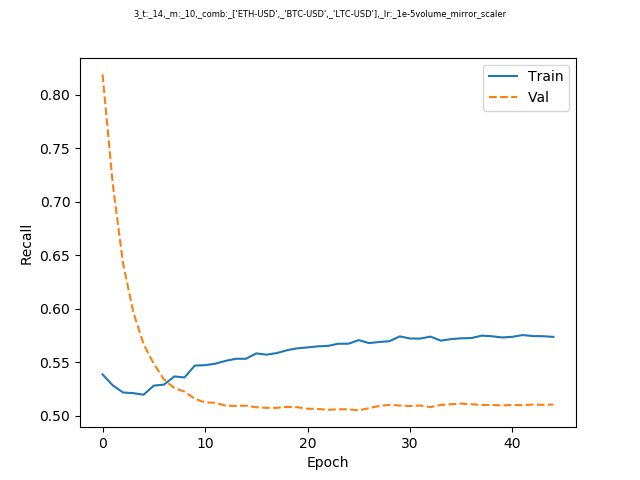 3_t:_14,_m:_10,_comb:_['ETH-USD',_'BTC-USD',_'LTC-USD'],_lr:_1e-5volume_mirror_scaler
Train
Val
0.80
0.75
0.70
0.65
0.60
0.55
0.50
Recall
0 10 20 30 40
Epoch